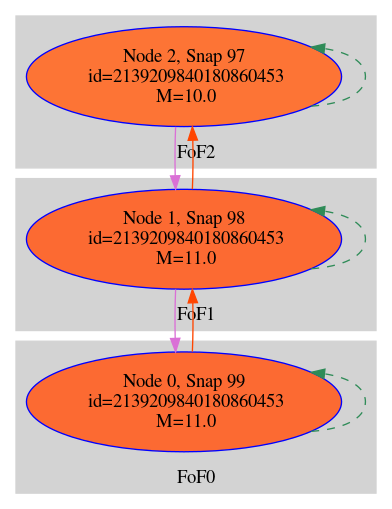 Node 2, Snap 97
id=2139209840180860453
M=10.0
FoF2
Node 1, Snap 98
id=2139209840180860453
M=11.0
FoF1
Node 0, Snap 99
id=2139209840180860453
M=11.0
FoF0